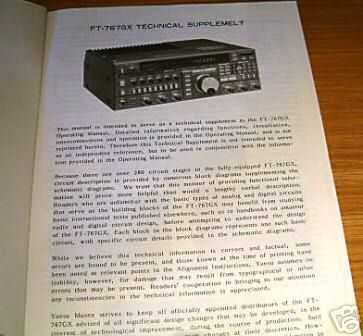 FT-767GX TECHNICAL SUPPLEMELT
This manual is intended to serve as a technical supplement to the FT-767GX
Operating Manual. Detailed information regarding functions, installation,
interconnections and operation is provided in the Operating Manual, and is not
reprinted herein. Therefore this Technical Supplement is not intended to serve
as an independent reference, but to be used in conjunction with the informa-
tion provided in the Operating Manual.
Because there are over 260 circuit stages in the fully-equipped FT-767GX,
circuit description is provided by numerous block diagrams supplementing the
schematic diagrams. We trust that this manner of providing functional infor-
mation will prove more helpful than would a lengthy verbal description.
Readers who are unfamiliar with the basic types of analog and digital circuits
that serve as the building blocks of the FT-767GX may benefit from studying
basic instructional texts published elsewhere, such as in handbooks on amateur
radio and digital circuit design, before attempting to understand the design
of the FT-767GX. Each block in the block diagrams represents one such basic
circuit, with specific circuit details provided in the schematic diagrams.
While we believe this technical information is correct and factual, some
errors are bound to be present, and those known at the time of printing have
been noted at relevant points in the Alignment Instructions. Yaesu assumes no
liability, however, for damage that may result from typographical or other
errors that may be present. Readers' cooperation in bringing to our attention
any inconsistencies in the technical information is appreciated.
Yaesu Musen strives to keep all officially appointed distributors of the FT-
767GX advised of all significant design changes that may be developed, in the
interest of technological improvement, during the course of production. Said
changes at their discretion. How-